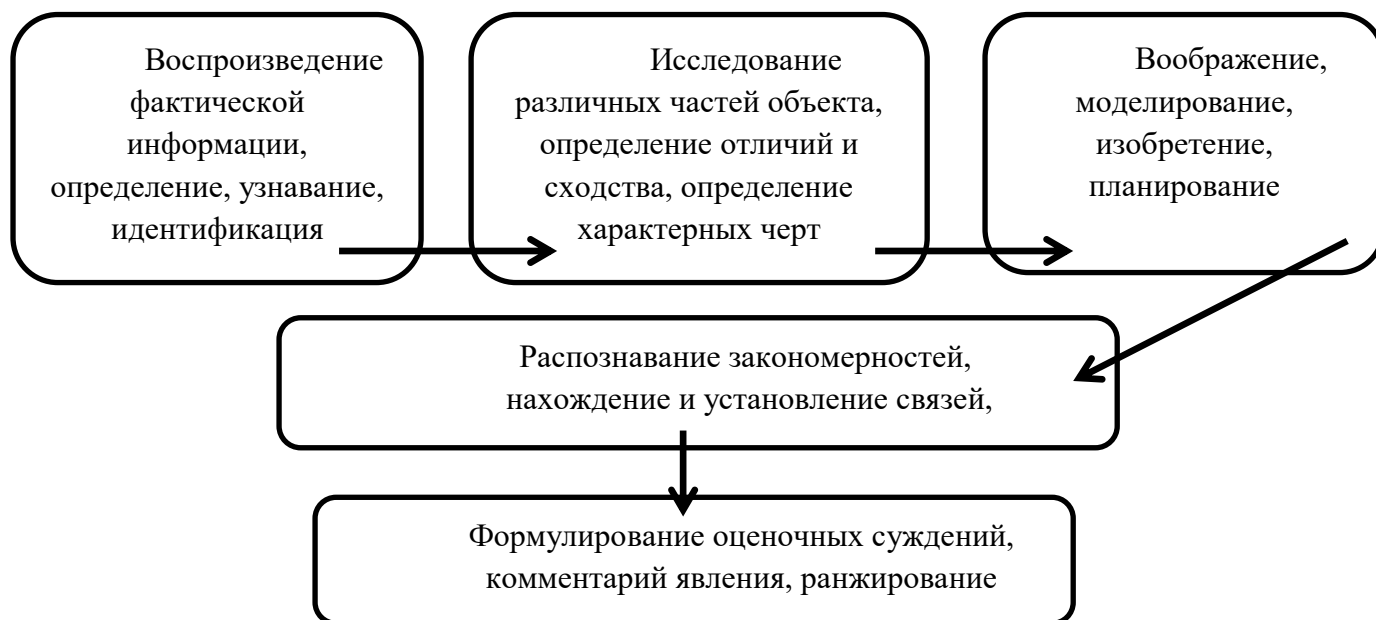 Воспроизведение
фактической
информации,
определение, узнавание,
идентификация
Исследование
различных частей объекта,
определение отличий и
сходства, определение
характерных черт
Воображение,
моделирование,
изобретение,
планирование
Распознавание закономерностей,
нахождение и установление связей,
Формулирование оценочных суждений,
комментарий явления, ранжирование